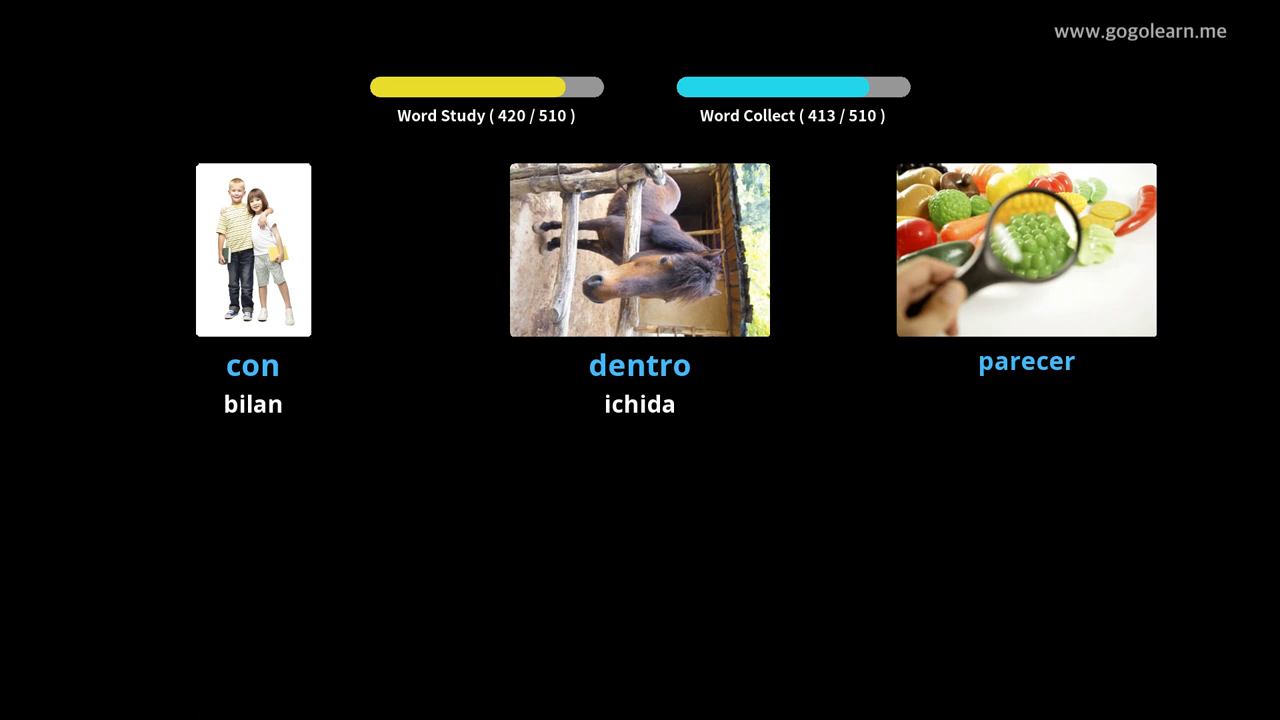 www.gogolearn.me
Word Study ( 420 / 510 )
Word Collect ( 413 / 510 )
con
bilan
dentro
ichida
parecer